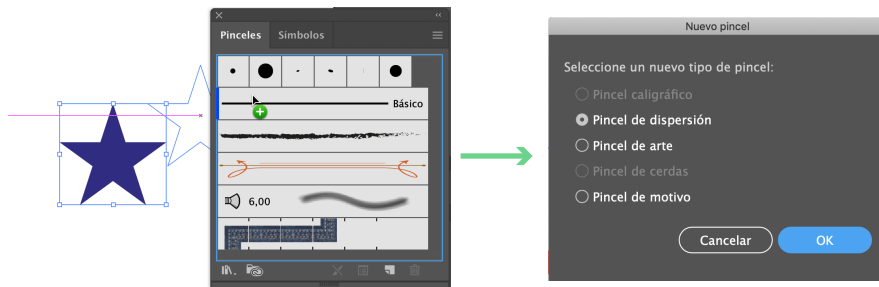 Pinceles Símbolos
Básico
6,00
Nuevo pincel
Seleccione un nuevo tipo de pincel:
Pincel caligráfico
Pincel de dispersión
Pincel de arte
Pincel de cerdas
Pincel de motivo
Cancelar OK